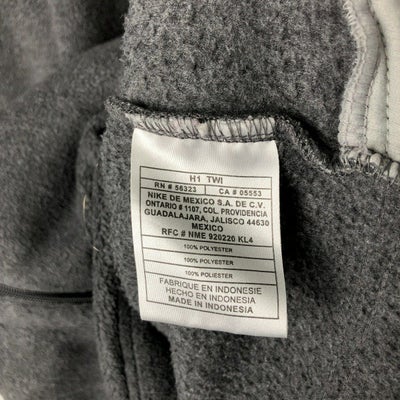 H1 TWI
RN # 56323 CA # 05553
NIKE DE MEXICO S.A. DE C.V.
ONTARIO # 1107, COL. PROVIDENCIA
GUADALAJARA, JALISCO 44630
MEXICO
RFC # NME 920220 KL4
100% POLYESTER
100% POLYESTER
100% POLIESTER
FABRIQUE EN INDONESIE
HECHO EN INDONESIA
MADE IN INDONESIA